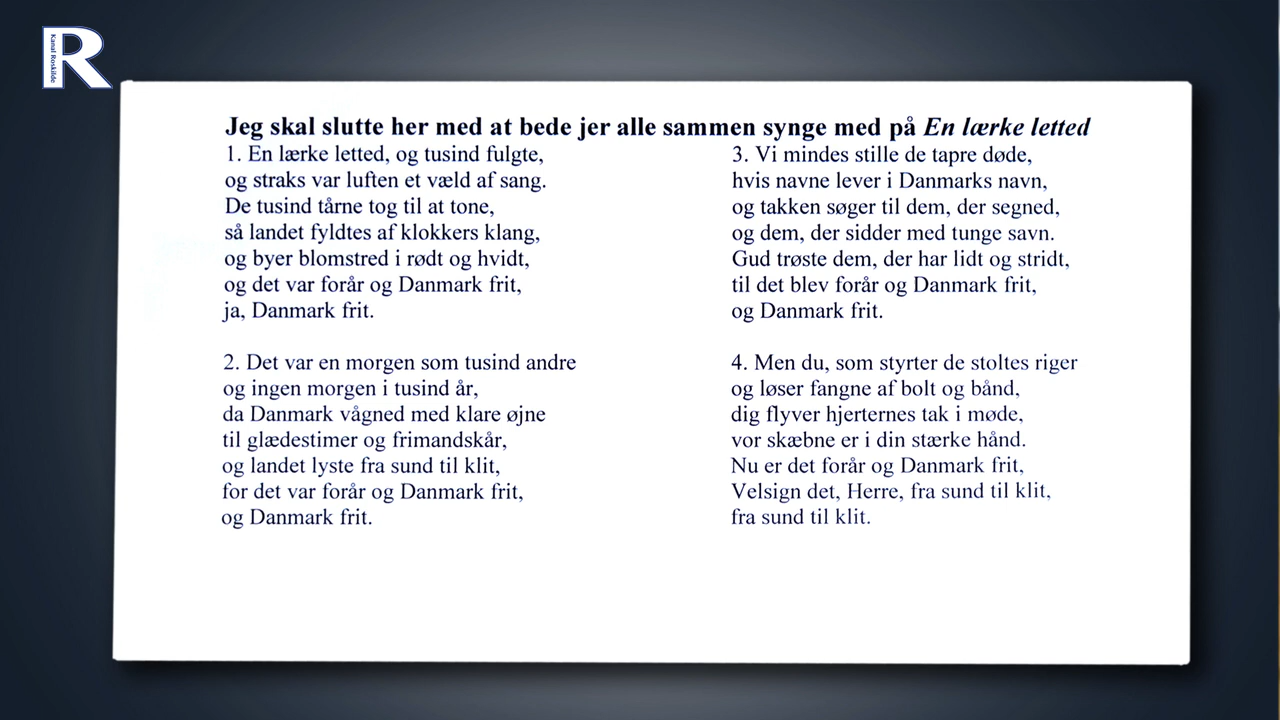 R
Kanal Roskilde
Jeg skal slutte her med at bede jer alle sammen synge med på En lærke letted
1. En lærke letted, og tusind fulgte,
og straks var luften et væld af sang.
De tusind tårne tog til at tone,
så landet fyldtes af klokkers klang,
og byer blomstred i rødt og hvidt,
og det var forår og Danmark frit,
ja, Danmark frit.
2. Det var en morgen som tusind andre
og ingen morgen i tusind år,
da Danmark vågned med klare øjne
til glædestimer og frimandskår,
og landet lyste fra sund til klit,
for det var forår og Danmark frit,
og Danmark frit.
3. Vi mindes stille de tapre døde,
hvis navne lever i Danmarks navn,
og takken søger til dem, der segned,
og dem, der sidder med tunge savn.
Gud trøste dem, der har lidt og stridt,
til det blev forår og Danmark frit,
og Danmark frit.
4. Men du, som styrter de stoltes riger
og løser fangne af bolt og bånd,
dig flyver hjerternes tak i møde,
vor skæbne er i din stærke hånd.
Nu er det forår og Danmark frit,
Velsign det, Herre, fra sund til klit,
fra sund til klit.